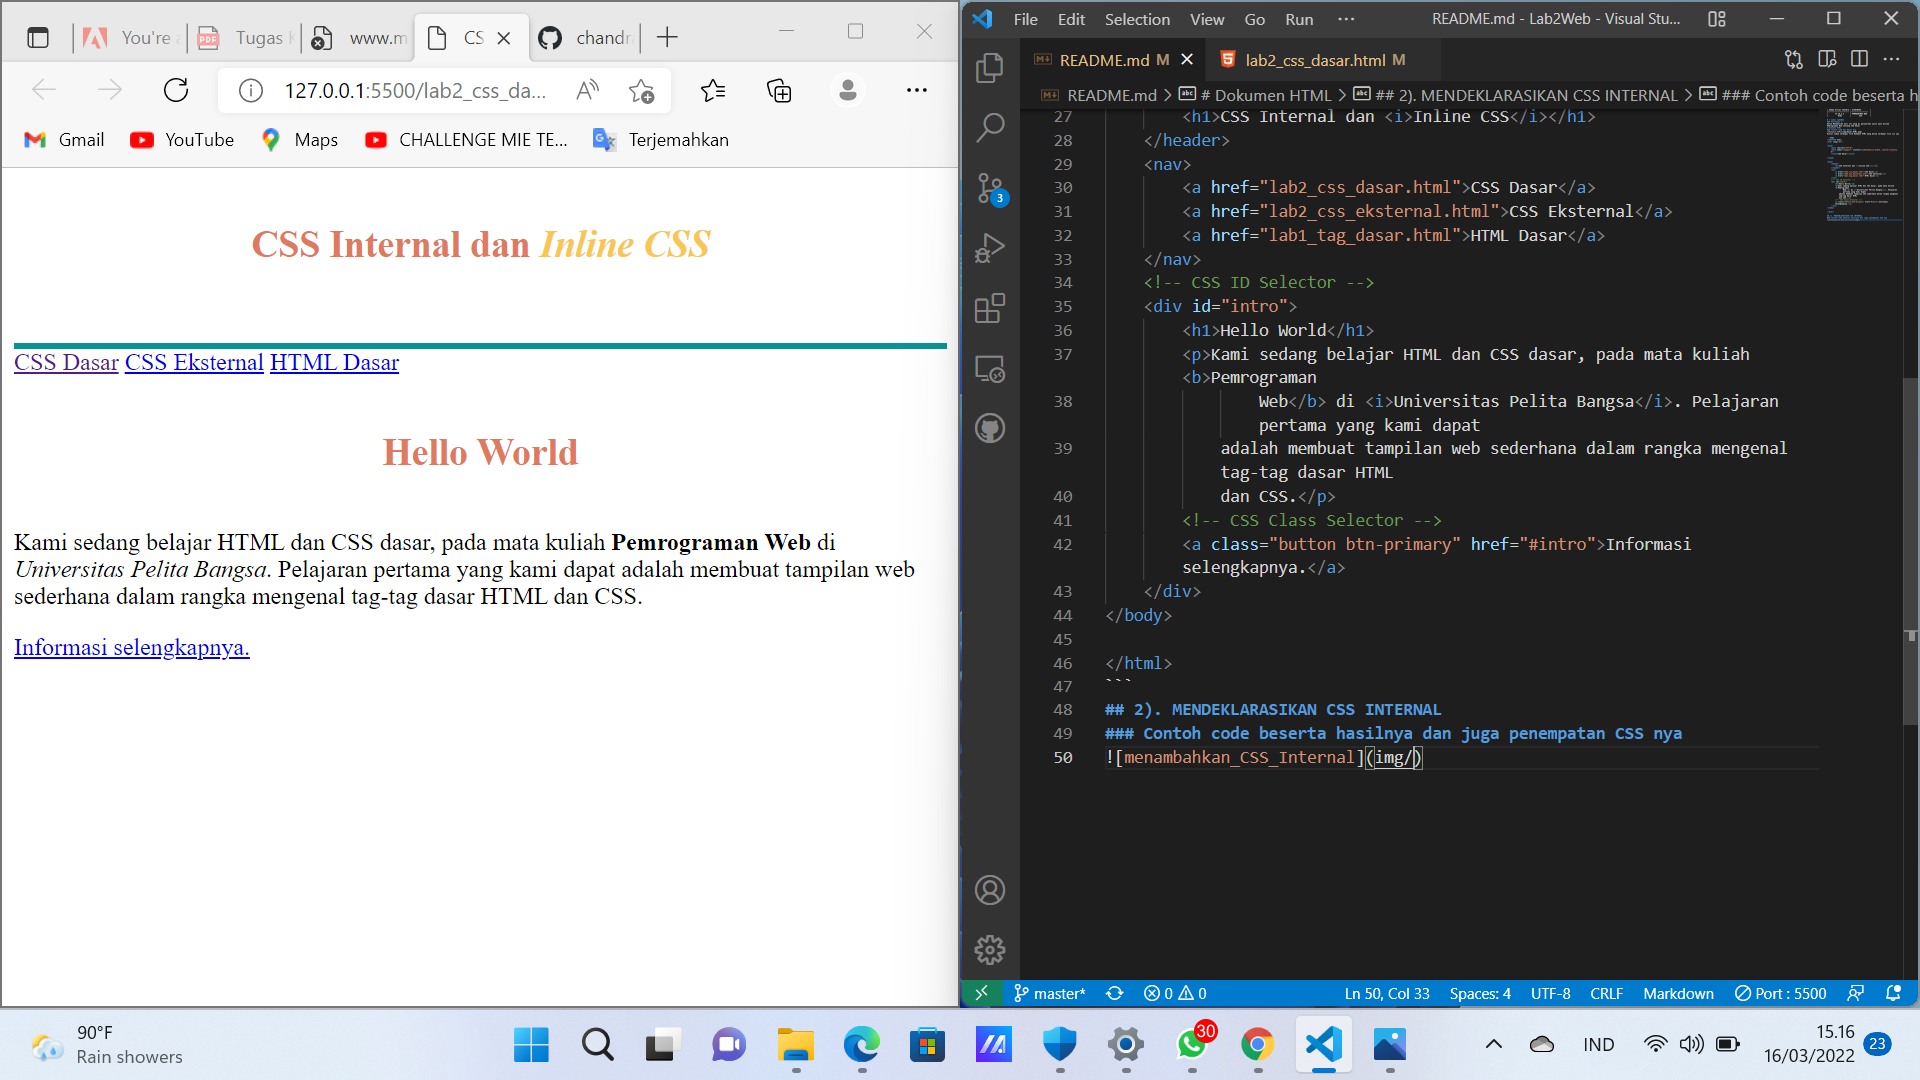 You're
Tugas
www.m
CS
chandr
127.0.0.1:5500/lab2_css_da...
Gmail
YouTube
Maps
CHALLENGE MIE TE...
Terjemahkan
CSS Internal dan Inline CSS
CSS Dasar CSS Eksternal HTML Dasar
Hello World
Kami sedang belajar HTML dan CSS dasar, pada mata kuliah Pemrograman Web di
Universitas Pelita Bangsa. Pelajaran pertama yang kami dapat adalah membuat tampilan web
sederhana dalam rangka mengenal tag-tag dasar HTML dan CSS.
Informasi selengkapnya.
File Edit Selection View Go Run ··· README.md - Lab2Web - Visual Stu...
README.md M lab2_css_dasar.html M
README.md > # Dokumen HTML > ## 2). MENDEKLARASIKAN CSS INTERNAL > ### Contoh code beserta h
27 <h1>CSS Internal dan <i>Inline CSS</i></h1>
28 </header>
29 <nav>
30 <a href="lab2_css_dasar.html">CSS Dasar</a>
31 <a href="lab2_css_eksternal.html">CSS Eksternal</a>
32 <a href="lab1_tag_dasar.html">HTML Dasar</a>
33 </nav>
34 <!-- CSS ID Selector -->
35 <div id="intro">
36 <h1>Hello World</h1>
37 <p>Kami sedang belajar HTML dan CSS dasar, pada mata kuliah
<b>Pemrograman
38 Web</b> di <i>Universitas Pelita Bangsa</i>. Pelajaran
pertama yang kami dapat
39 adalah membuat tampilan web sederhana dalam rangka mengenal
tag-tag dasar HTML
40 dan CSS.</p>
41 <!-- CSS Class Selector -->
42 <a class="button btn-primary" href="#intro">Informasi
selengkapnya.</a>
43 </div>
44 </body>
45
46 </html>
47 ```
48 ## 2). MENDEKLARASIKAN CSS INTERNAL
49 ### Contoh code beserta hasilnya dan juga penempatan CSS nya
50 ![menambahkan_CSS_Internal](img/)
3
master* 0 0 Ln 50, Col 33 Spaces: 4 UTF-8 CRLF Markdown Port : 5500
90°F
Rain showers
30
IND
15.16
16/03/2022
23